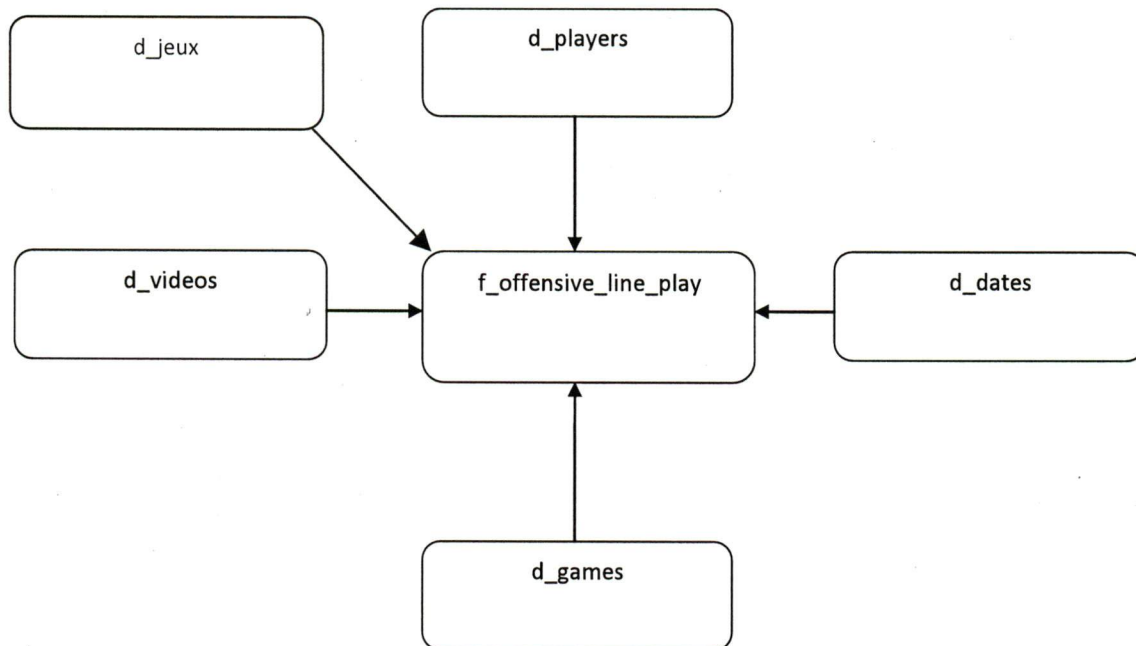 d_jeux
d_players
d_videos
f_offensive_line_play
d_dates
d_games